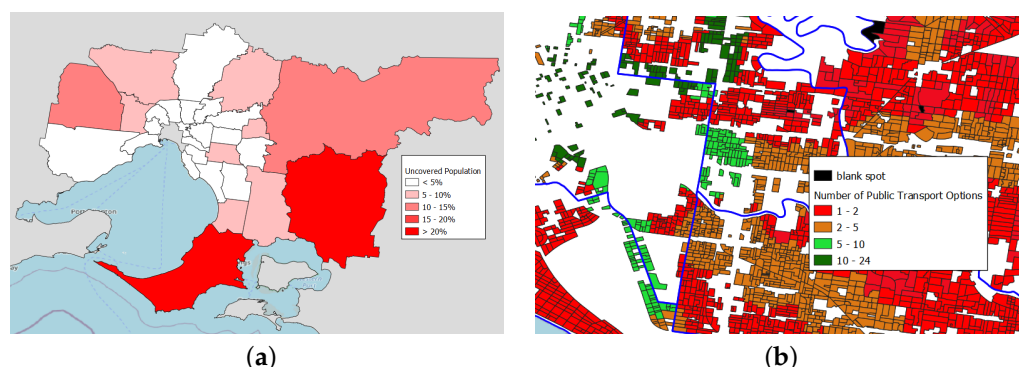 Uncovered Population
< 5%
5 - 10%
10 - 15%
15 - 20%
> 20%
blank spot
Number of Public Transport Options
1 - 2
2 - 5
5 - 10
10 - 24
(a)
(b)